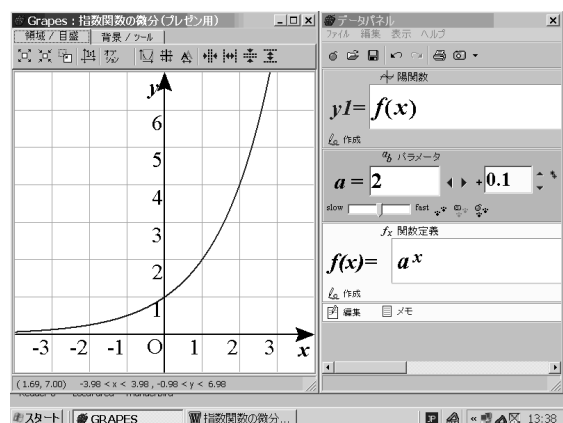 Grapes : 指数関数の微分(プレゼン用)
領域 / 目盛 背景 / ツール
y
6
5
4
3
2
1
-3 -2 -1 O 1 2 3 x
(1.69, 7.00) -3.98 < x < 3.98 , -0.98 < y < 6.98
データパネル
ファイル 編集 表示 ヘルプ
陽関数
y1= f(x)
作成
パラメータ
a = 2 +0.1
slow fast
関数定義
f(x)= a^x
作成
編集 メモ
スタート GRAPES 指数関数の微分... JP 13:38